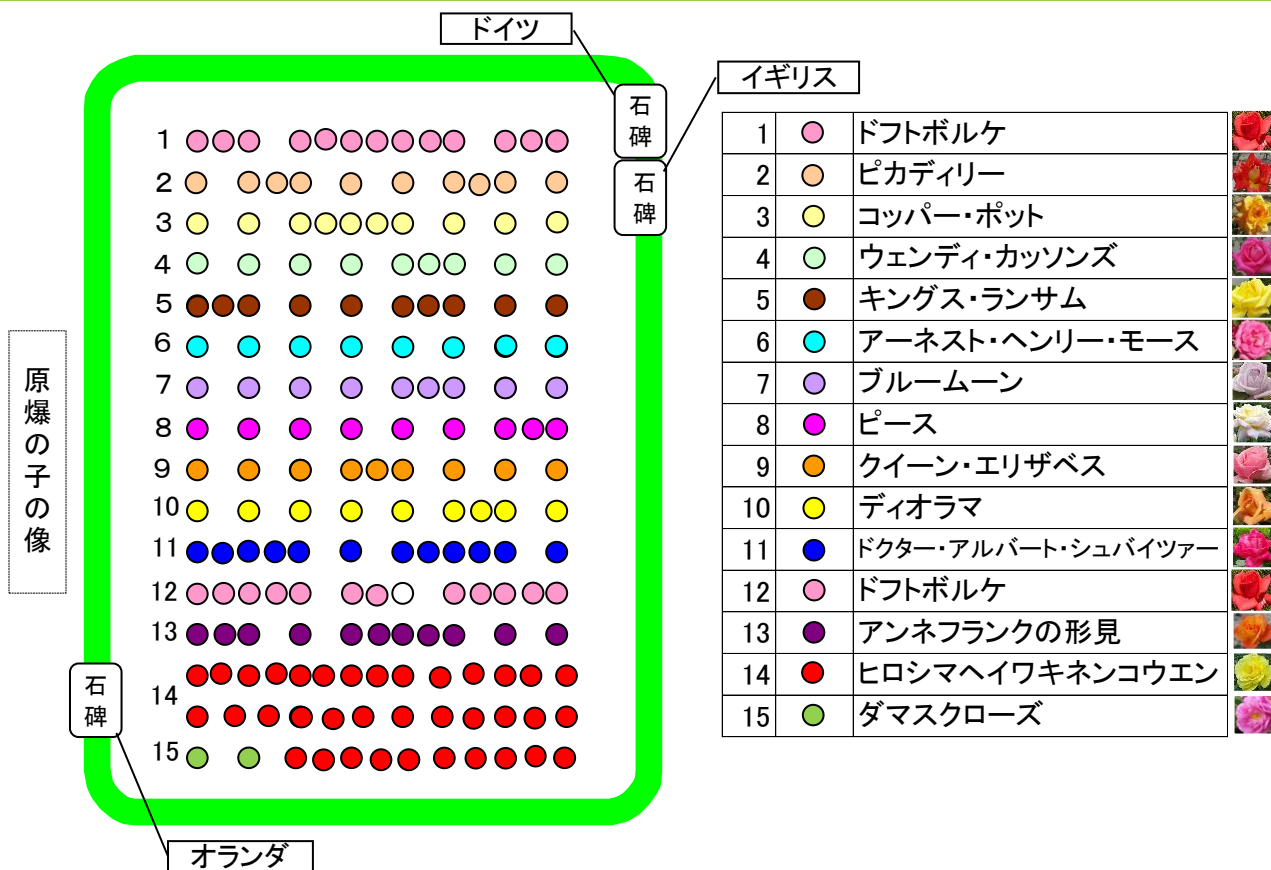 ドイツ
イギリス
石碑
石碑
1
2
3
4
5
6
7
8
9
10
11
12
13
14
15
原爆の子の像
石碑
オランダ
1 ドフトボルケ
2 ピカディリー
3 コッパー・ポット
4 ウェンディ・カッソンズ
5 キングス・ランサム
6 アーネスト・ヘンリー・モース
7 ブルームーン
8 ピース
9 クイーン・エリザベス
10 ディオラマ
11 ドクター・アルバート・シュバイツァー
12 ドフトボルケ
13 アンネフランクの形見
14 ヒロシマヘイワキネンコウエン
15 ダマスクローズ